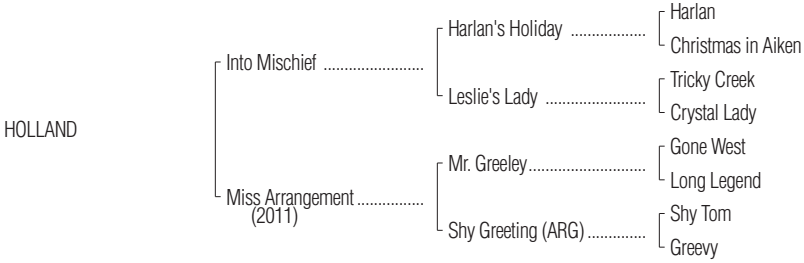 Harlan
Harlan's Holiday ..................
Christmas in Aiken
Into Mischief ........................
Tricky Creek
Leslie's Lady ........................
Crystal Lady
HOLLAND
Gone West
Mr. Greeley............................
Long Legend
Miss Arrangement ................
(2011)
Shy Tom
Shy Greeting (ARG) ..............
Greevy